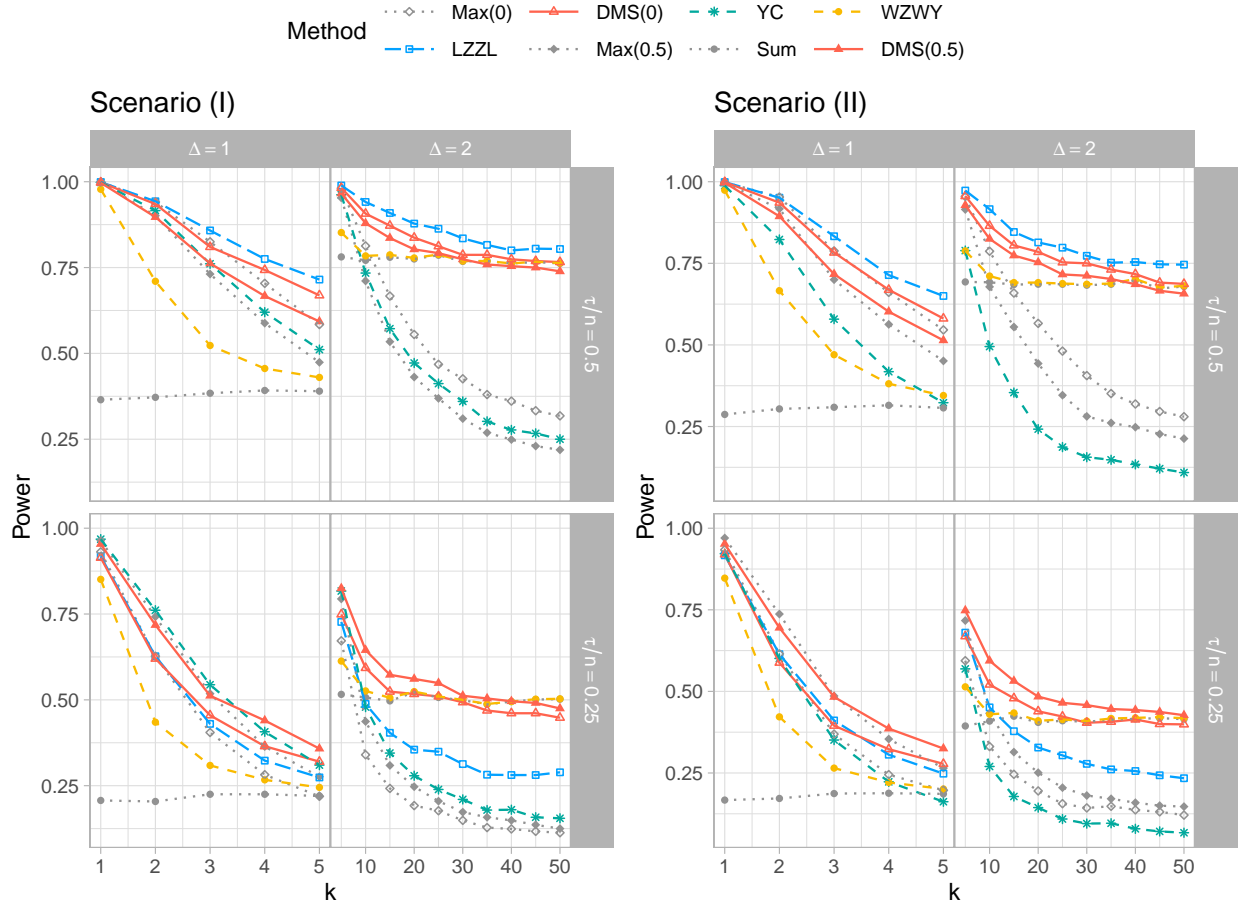 Method
Max(0) DMS(0) YC WZWY
LZZL Max(0.5) Sum DMS(0.5)
Scenario (I)
Δ = 1 Δ = 2
1.00
0.75
0.50
0.25
τ/n = 0.5
1.00
0.75
0.50
0.25
τ/n = 0.25
Power
1 2 3 4 5 10 20 30 40 50
k
Scenario (II)
Δ = 1 Δ = 2
1.00
0.75
0.50
0.25
τ/n = 0.5
1.00
0.75
0.50
0.25
τ/n = 0.25
Power
1 2 3 4 5 10 20 30 40 50
k